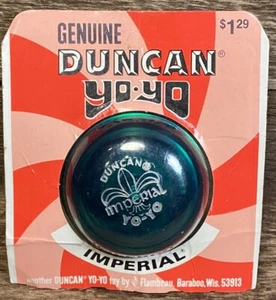 GENUINE
$1.29
DUNCAN®
yo-yo
DUNCAN®
imperial
YO-YO
IMPERIAL®
another DUNCAN® YO-YO toy by Flambeau, Baraboo, Wis. 53913